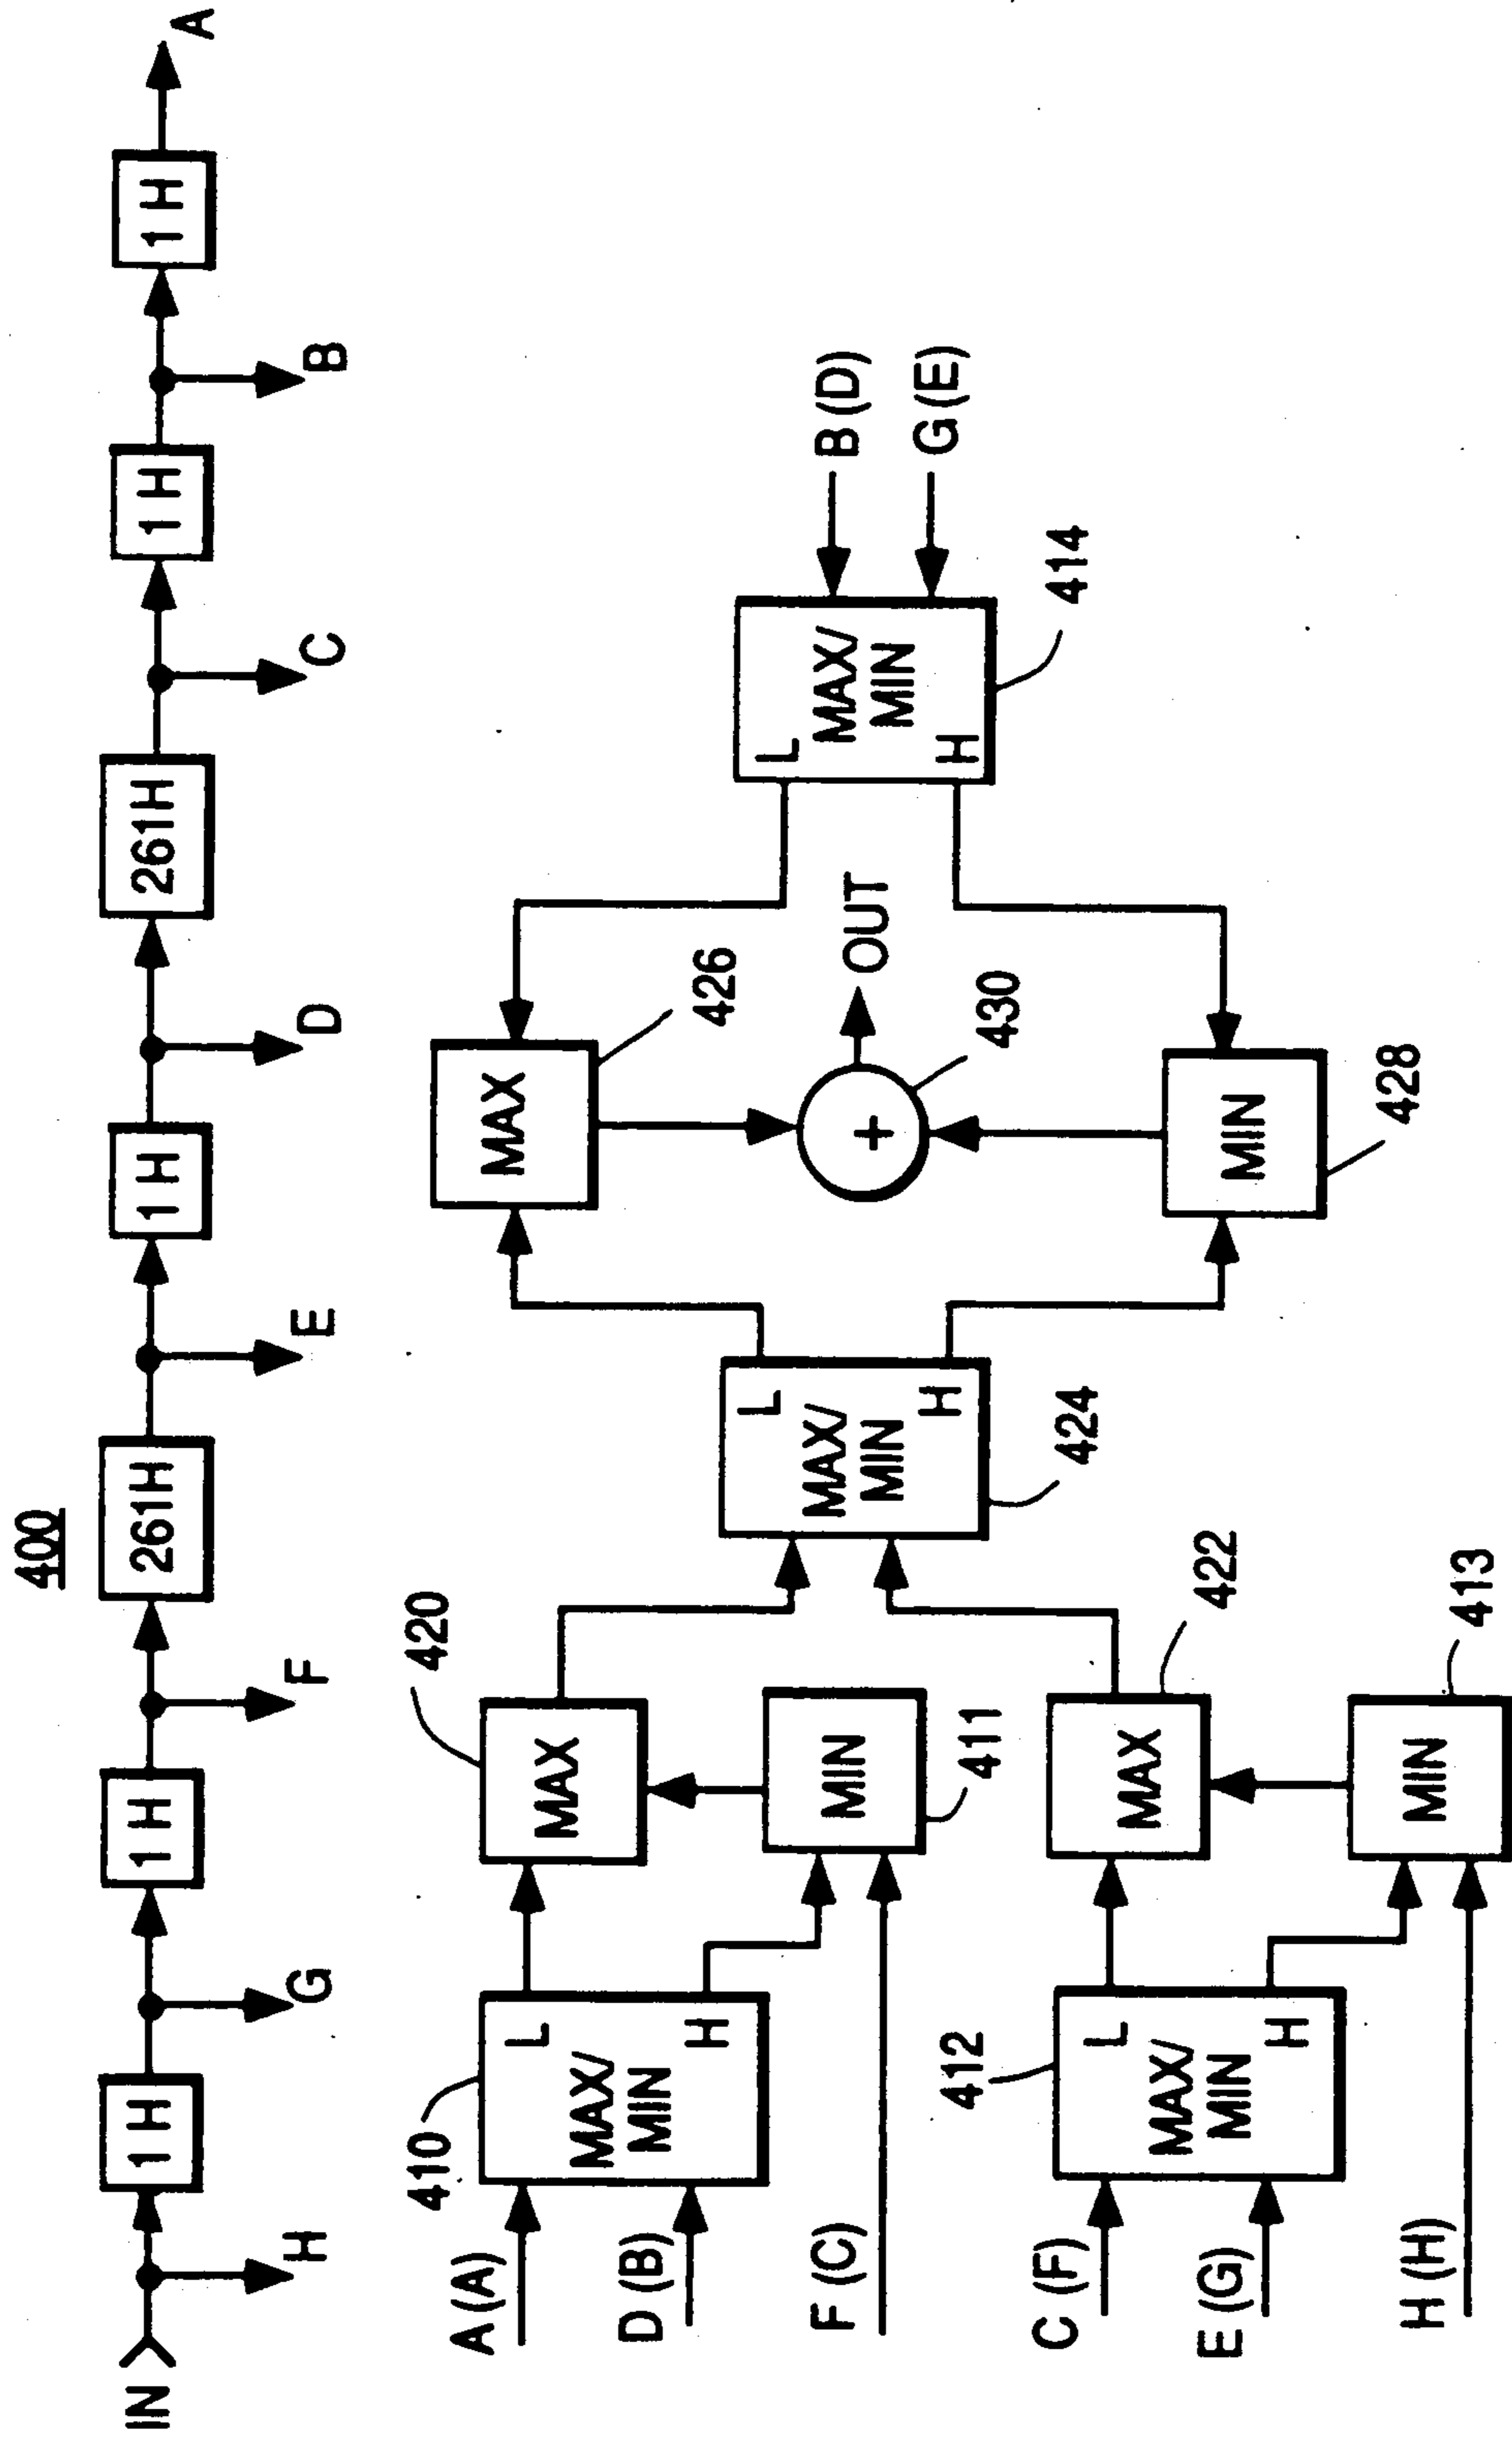 400
IN
1 H
1 H
261H
1 H
261H
1 H
1 H
A
H
G
F
E
D
C
B
410
A (A)
D (B)
F (C)
L
MAX/
MIN
H
420
MAX
MIN
411
412
C (F)
E (G)
H (H)
L
MAX/
MIN
H
MAX
422
MIN
413
L
MAX/
MIN
H
424
MAX
426
OUT
+
430
MIN
428
L
MAX/
MIN
H
414
B (D)
G (E)